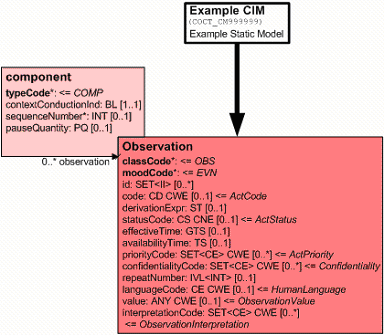 Example CIM
(COCT_CM999999)
Example Static Model
component
typeCode*: <= COMP
contextConductionInd: BL [1..1]
sequenceNumber*: INT [0..1]
pauseQuantity: PQ [0..1]
0..* observation
Observation
classCode*: <= OBS
moodCode*: <= EVN
id: SET<II> [0..*]
code: CD CWE [0..1] <= ActCode
derivationExpr: ST [0..1]
statusCode: CS CNE [0..1] <= ActStatus
effectiveTime: GTS [0..1]
availabilityTime: TS [0..1]
priorityCode: SET<CE> CWE [0..*] <= ActPriority
confidentialityCode: SET<CE> CWE [0..*] <= Confidentiality
repeatNumber: IVL<INT> [0..1]
languageCode: CE CWE [0..1] <= HumanLanguage
value: ANY CWE [0..1] <= ObservationValue
interpretationCode: SET<CE> CWE [0..*]
<= ObservationInterpretation